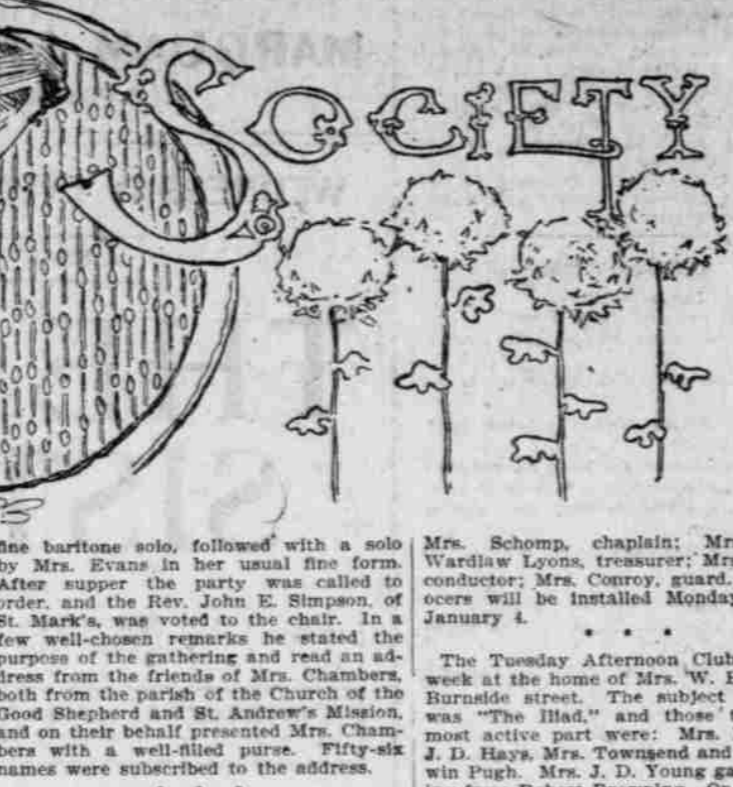 SOCIETY
fine baritone solo, followed with a solo
by Mrs. Evans in her usual fine form.
After supper the party was called to
order, and the Rev. John E. Simpson, of
St. Mark's, was voted to the chair. In a
few well-chosen remarks he stated the
purpose of the gathering and read an ad-
dress from the friends of Mrs. Chambers,
both from the parish of the Church of the
Good Shepherd and St. Andrew's Mission,
and on their behalf presented Mrs. Cham-
bers with a well-filled purse. Fifty-six
names were subscribed to the address.
Mrs. Schomp, chaplain; Mr
Wardlaw Lyons, treasurer; Mr
conductor; Mrs. Conroy, guard.
ocers will be installed Monday
January 4.
* * *
The Tuesday Afternoon Club
week at the home of Mrs. W.
Burnside street. The subject
was "The Iliad," and those
most active part were: Mrs.
J. D. Hays, Mrs. Townsend and
win Pugh. Mrs. J. D. Young ga